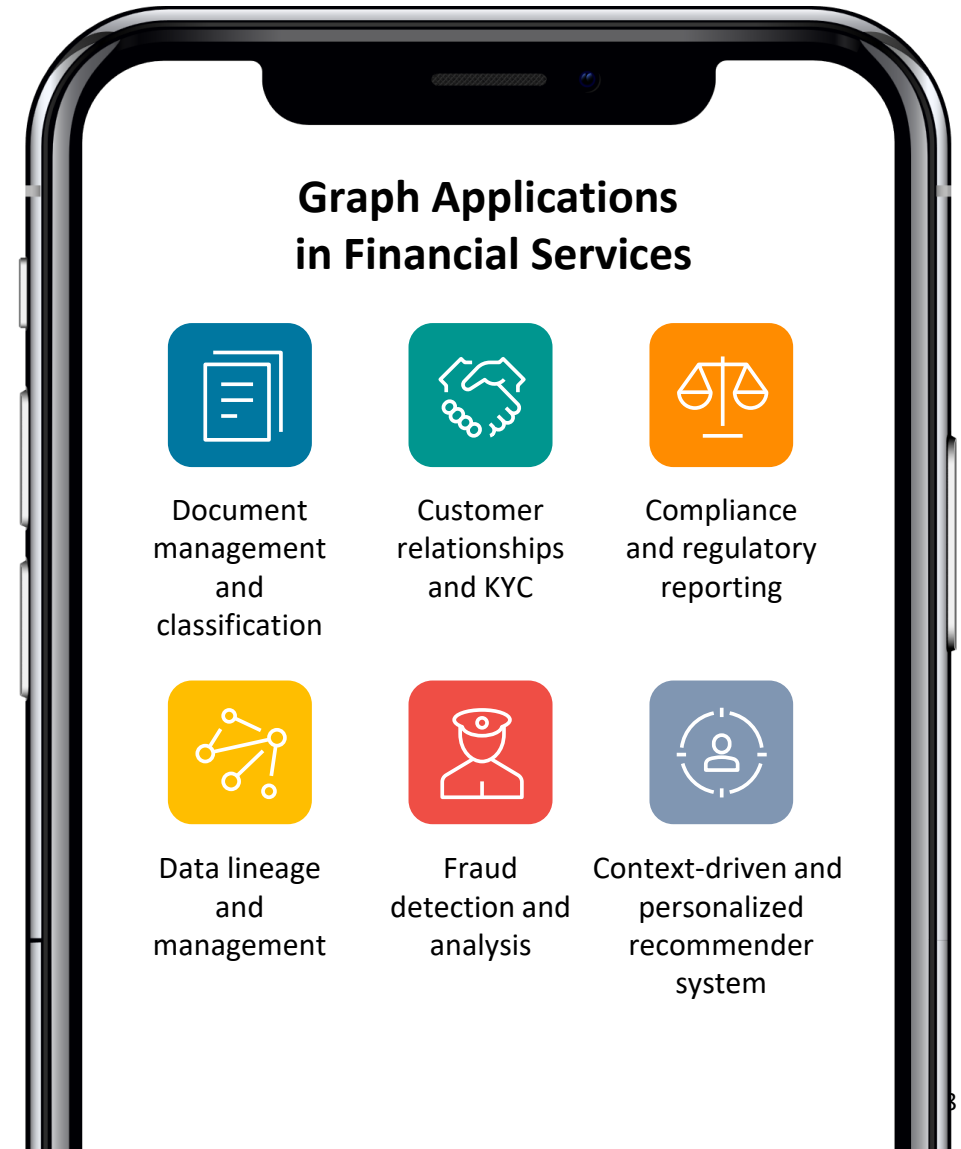 Graph Applications
in Financial Services
Document
management
and
classification
Customer
relationships
and KYC
Compliance
and regulatory
reporting
Data lineage
and
management
Fraud
detection and
analysis
Context-driven and
personalized
recommender
system